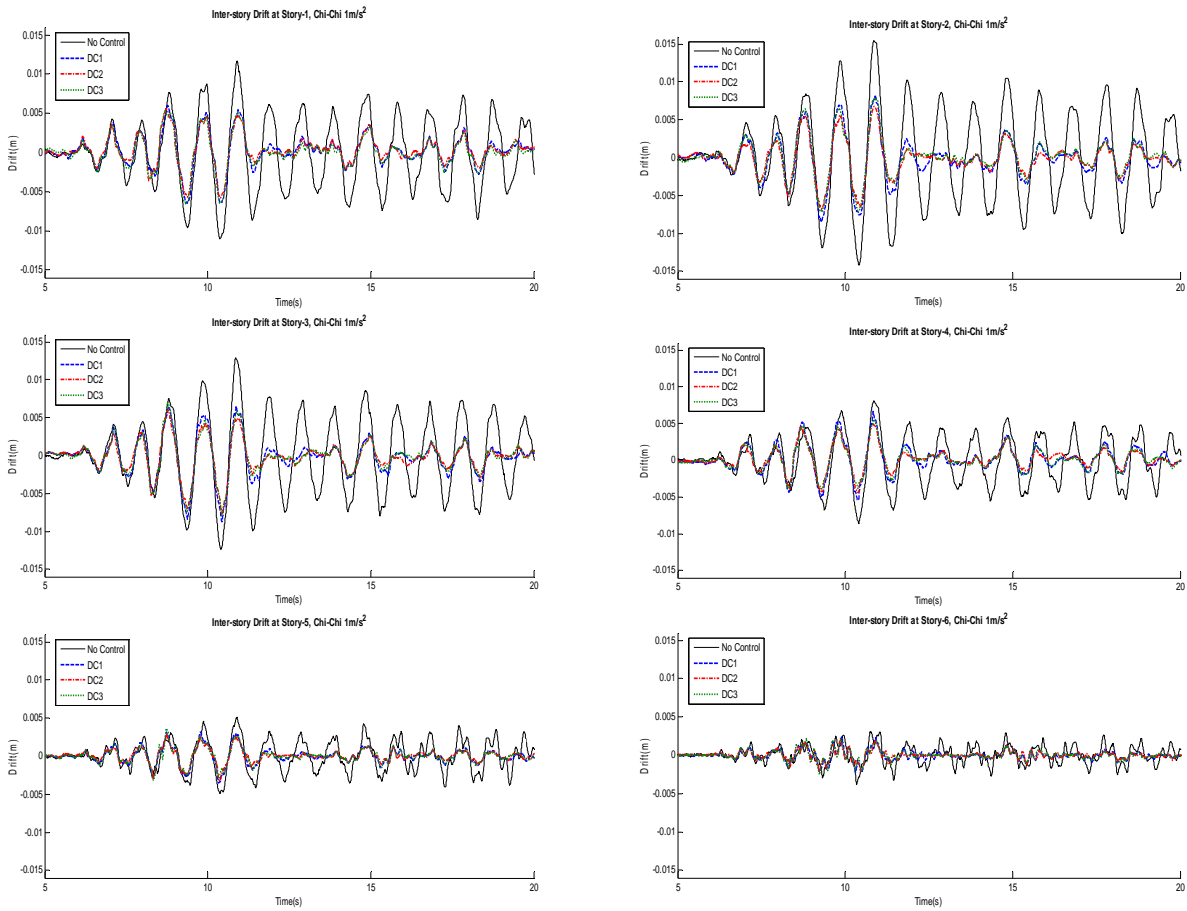 Inter-story Drift at Story-1, Chi-Chi 1m/s²
0.015
0.01
0.005
0
-0.005
-0.01
-0.015
Drift(m)
No Control
DC1
DC2
DC3
5
10
15
20
Time(s)
Inter-story Drift at Story-2, Chi-Chi 1m/s²
0.015
0.01
0.005
0
-0.005
-0.01
-0.015
Drift(m)
No Control
DC1
DC2
DC3
5
10
15
20
Time(s)
Inter-story Drift at Story-3, Chi-Chi 1m/s²
0.015
0.01
0.005
0
-0.005
-0.01
-0.015
Drift(m)
No Control
DC1
DC2
DC3
5
10
15
20
Time(s)
Inter-story Drift at Story-4, Chi-Chi 1m/s²
0.015
0.01
0.005
0
-0.005
-0.01
-0.015
Drift(m)
No Control
DC1
DC2
DC3
5
10
15
20
Time(s)
Inter-story Drift at Story-5, Chi-Chi 1m/s²
0.015
0.01
0.005
0
-0.005
-0.01
-0.015
Drift(m)
No Control
DC1
DC2
DC3
5
10
15
20
Time(s)
Inter-story Drift at Story-6, Chi-Chi 1m/s²
0.015
0.01
0.005
0
-0.005
-0.01
-0.015
Drift(m)
No Control
DC1
DC2
DC3
5
10
15
20
Time(s)